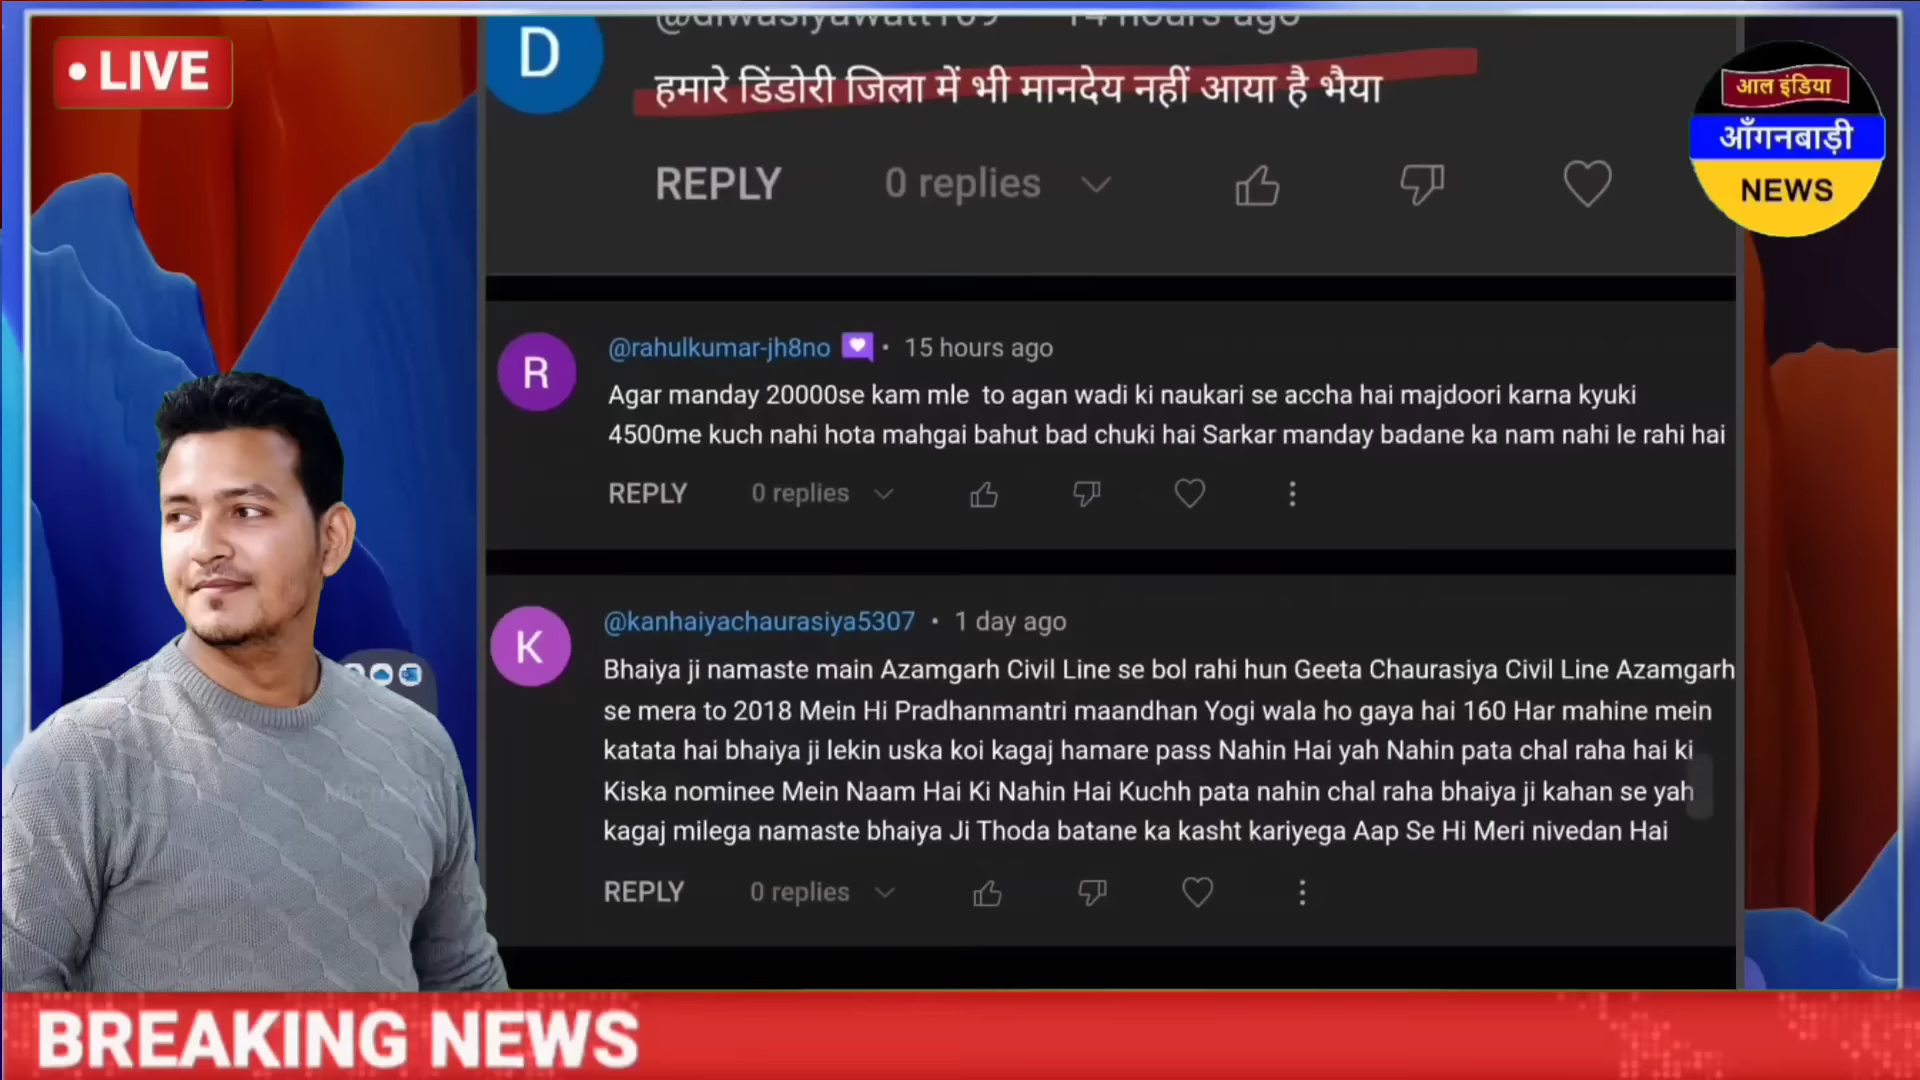 LIVE
D
14 hours ago
हमारे डिंडोरी जिला में भी मानदेय नहीं आया है भैया
REPLY 0 replies
आल इंडिया
आँगनबाड़ी
NEWS
R
@rahulkumar-jh8no • 15 hours ago
Agar manday 20000se kam mle to agan wadi ki naukari se accha hai majdoori karna kyuki
4500me kuch nahi hota mahgai bahut bad chuki hai Sarkar manday badane ka nam nahi le rahi hai
REPLY 0 replies
K
@kanhaiyachaurasiya5307 • 1 day ago
Bhaiya ji namaste main Azamgarh Civil Line se bol rahi hun Geeta Chaurasiya Civil Line Azamgarh
se mera to 2018 Mein Hi Pradhanmantri maandhan Yogi wala ho gaya hai 160 Har mahine mein
katata hai bhaiya ji lekin uska koi kagaj hamare pass Nahin Hai yah Nahin pata chal raha hai ki
Kiska nominee Mein Naam Hai Ki Nahin Hai Kuchh pata nahin chal raha bhaiya ji kahan se yah
kagaj milega namaste bhaiya Ji Thoda batane ka kasht kariyega Aap Se Hi Meri nivedan Hai
REPLY 0 replies
BREAKING NEWS